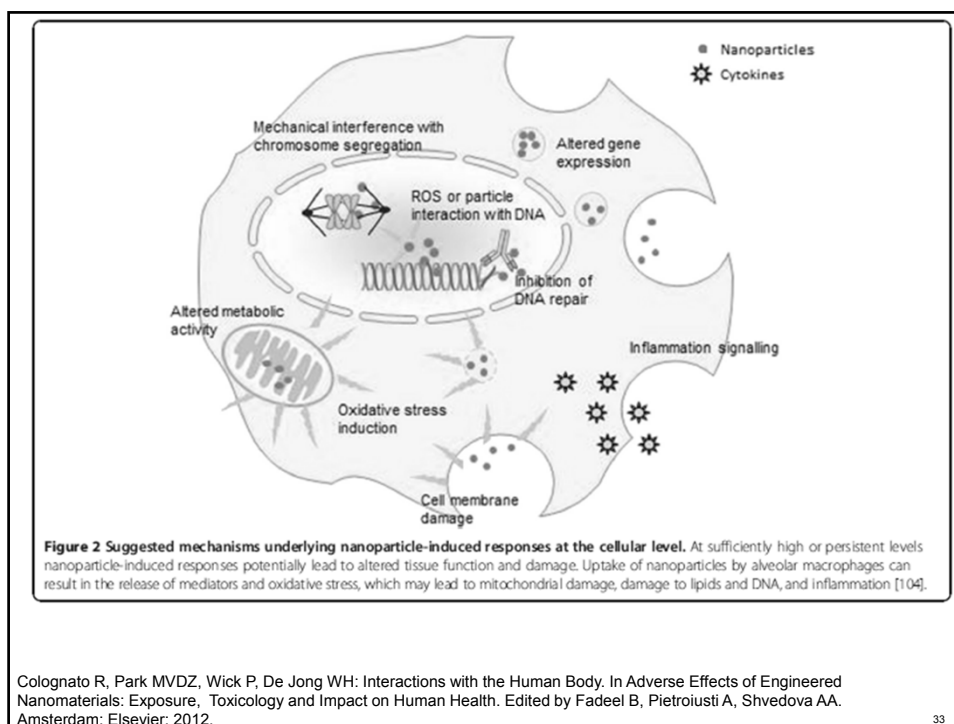 Nanoparticles
Cytokines
Mechanical interference with
chromosome segregation
Altered gene
expression
ROS or particle
interaction with DNA
Inhibition of
DNA repair
Altered metabolic
activity
Inflammation signalling
Oxidative stress
induction
Cell membrane
damage
Figure 2 Suggested mechanisms underlying nanoparticle-induced responses at the cellular level. At sufficiently high or persistent levels
nanoparticle-induced responses potentially lead to altered tissue function and damage. Uptake of nanoparticles by alveolar macrophages can
result in the release of mediators and oxidative stress, which may lead to mitochondrial damage, damage to lipids and DNA, and inflammation [104].
Colognato R, Park MVDZ, Wick P, De Jong WH: Interactions with the Human Body. In Adverse Effects of Engineered
Nanomaterials: Exposure, Toxicology and Impact on Human Health. Edited by Fadeel B, Pietroiusti A, Shvedova AA.
Amsterdam: Elsevier; 2012.
33